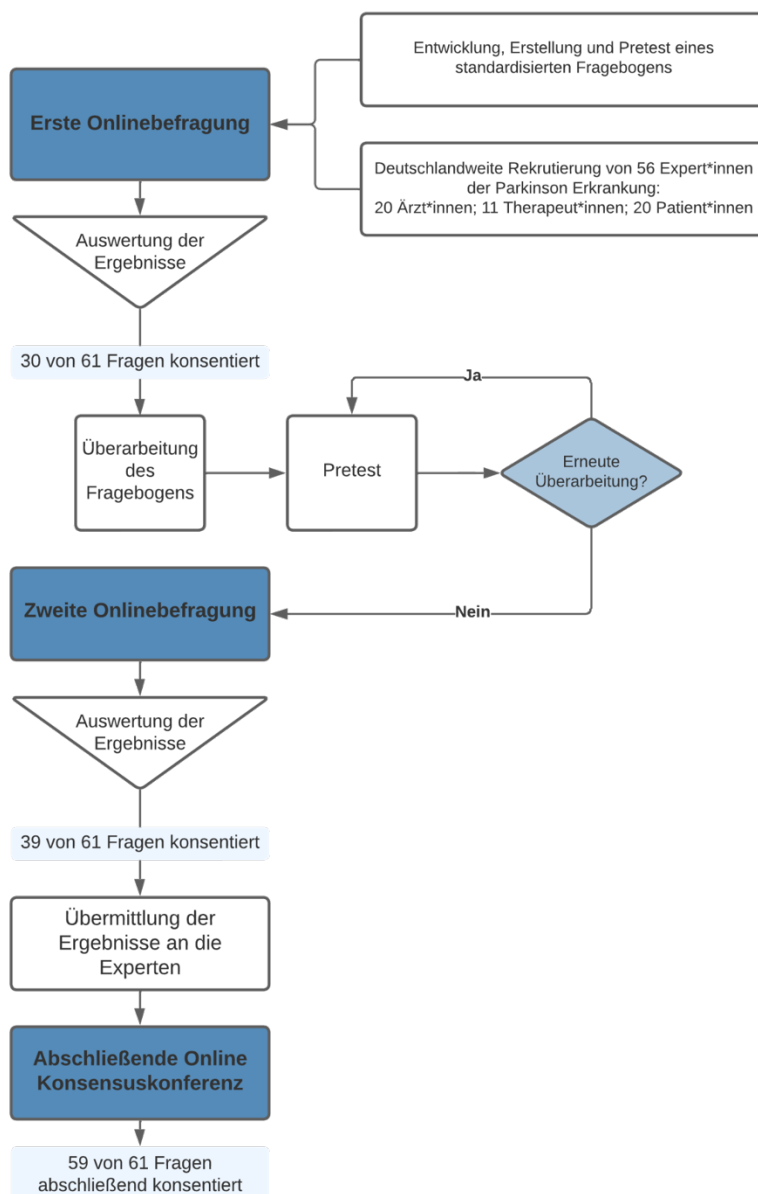 Entwicklung, Erstellung und Pretest eines
standardisierten Fragebogens
Erste Onlinebefragung
Deutschlandweite Rekrutierung von 56 Expert*innen
der Parkinson Erkrankung:
20 Ärzt*innen; 11 Therapeut*innen; 20 Patient*innen
Auswertung der
Ergebnisse
30 von 61 Fragen konsentiert
Ja
Überarbeitung
des
Fragebogens
Pretest
Erneute
Überarbeitung?
Zweite Onlinebefragung
Nein
Auswertung der
Ergebnisse
39 von 61 Fragen konsentiert
Übermittlung der
Ergebnisse an die
Experten
Abschließende Online
Konsensuskonferenz
59 von 61 Fragen
abschließend konsentiert